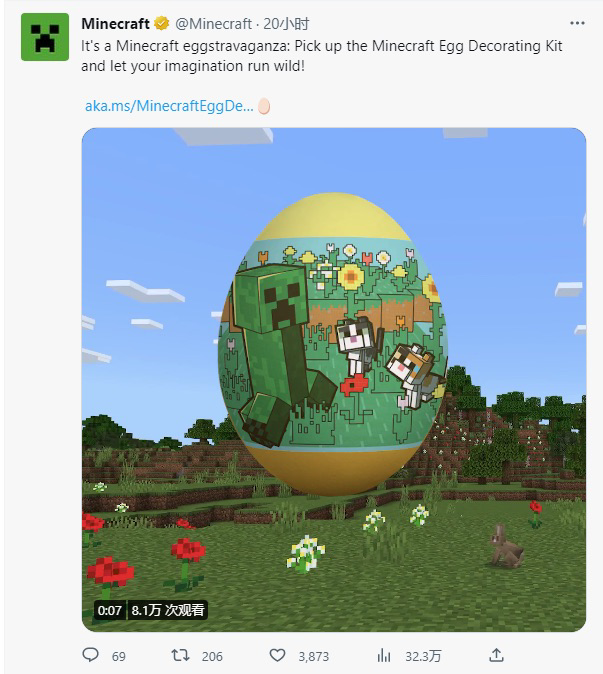 Minecraft @Minecraft · 20小时
It's a Minecraft eggstravaganza: Pick up the Minecraft Egg Decorating Kit
and let your imagination run wild!
aka.ms/MinecraftEggDe...
0:07 8.1万 次观看
69 206 3,873 32.3万